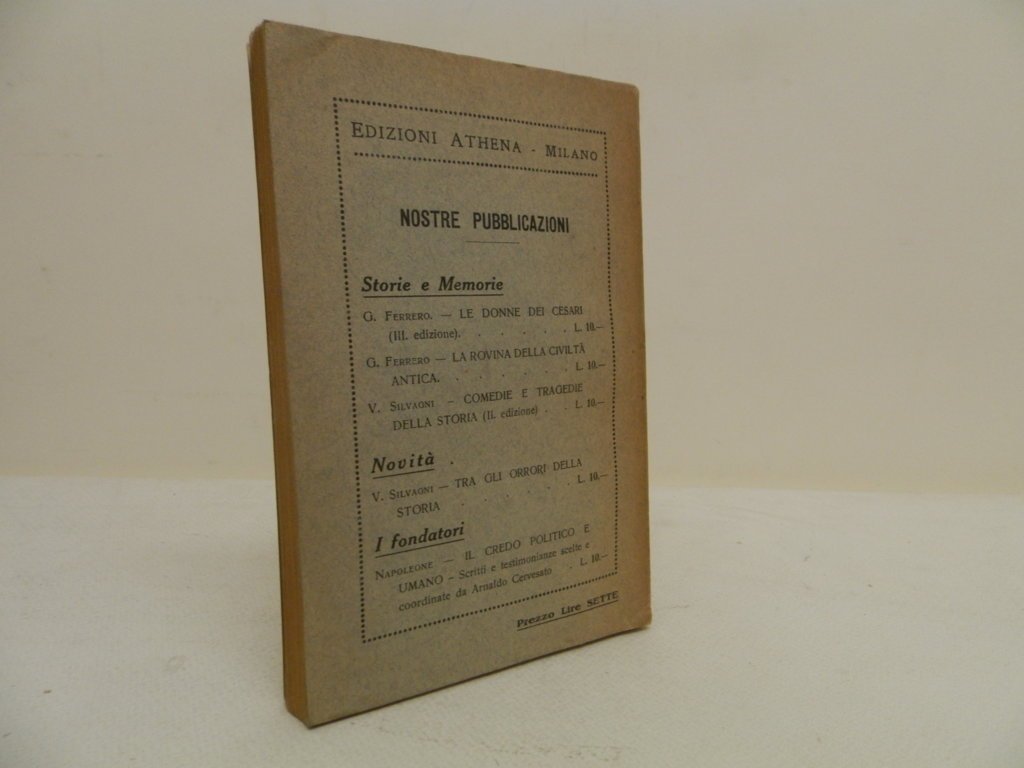 EDIZIONI ATHENA - MILANO
NOSTRE PUBBLICAZIONI
Storie e Memorie
G. FERRERO. — LE DONNE DEI CESARI
(III. edizione). . . . . . . L. 10.—
G. FERRERO — LA ROVINA DELLA CIVILTÀ
ANTICA. . . . . . . . L. 10.—
V. SILVAGNI — COMEDIE E TRAGEDIE
DELLA STORIA (II. edizione) . . L. 10.—
Novità
V. SILVAGNI — TRA GLI ORRORI DELLA
STORIA . . . . . . L. 10.—
I fondatori
NAPOLEONE — IL CREDO POLITICO E
UMANO — Scritti e testimonianze scelte e
coordinate da Arnaldo Cervesato . L. 10.—
Prezzo Lire SETTE